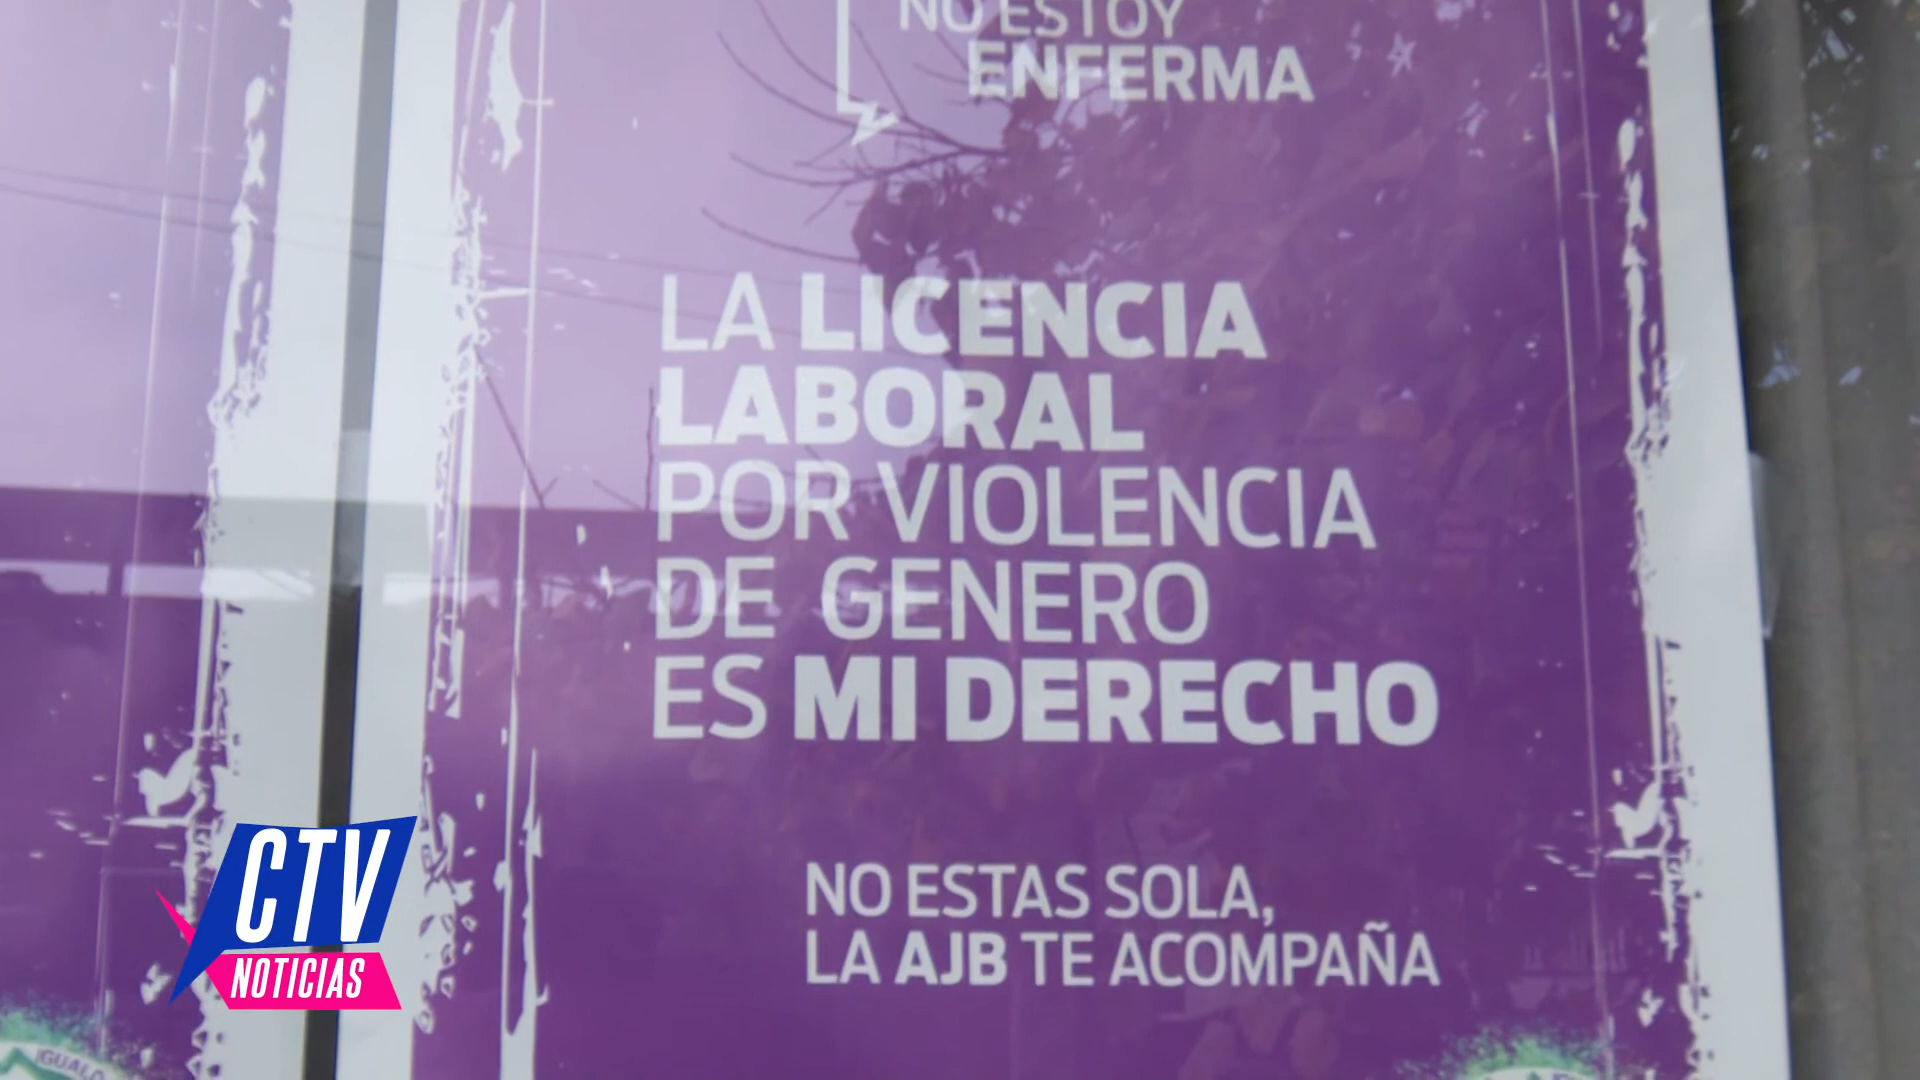 NO ESTOY
ENFERMA
LA LICENCIA
LABORAL
POR VIOLENCIA
DE GENERO
ES MI DERECHO
NO ESTAS SOLA,
LA AJB TE ACOMPAÑA
CTV
NOTICIAS